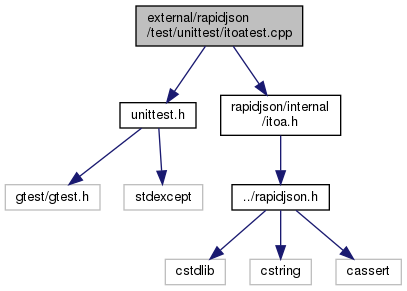 external/rapidjson
/test/unittest/itoatest.cpp
unittest.h
rapidjson/internal
/itoa.h
gtest/gtest.h
stdexcept
../rapidjson.h
cstdlib
cstring
cassert